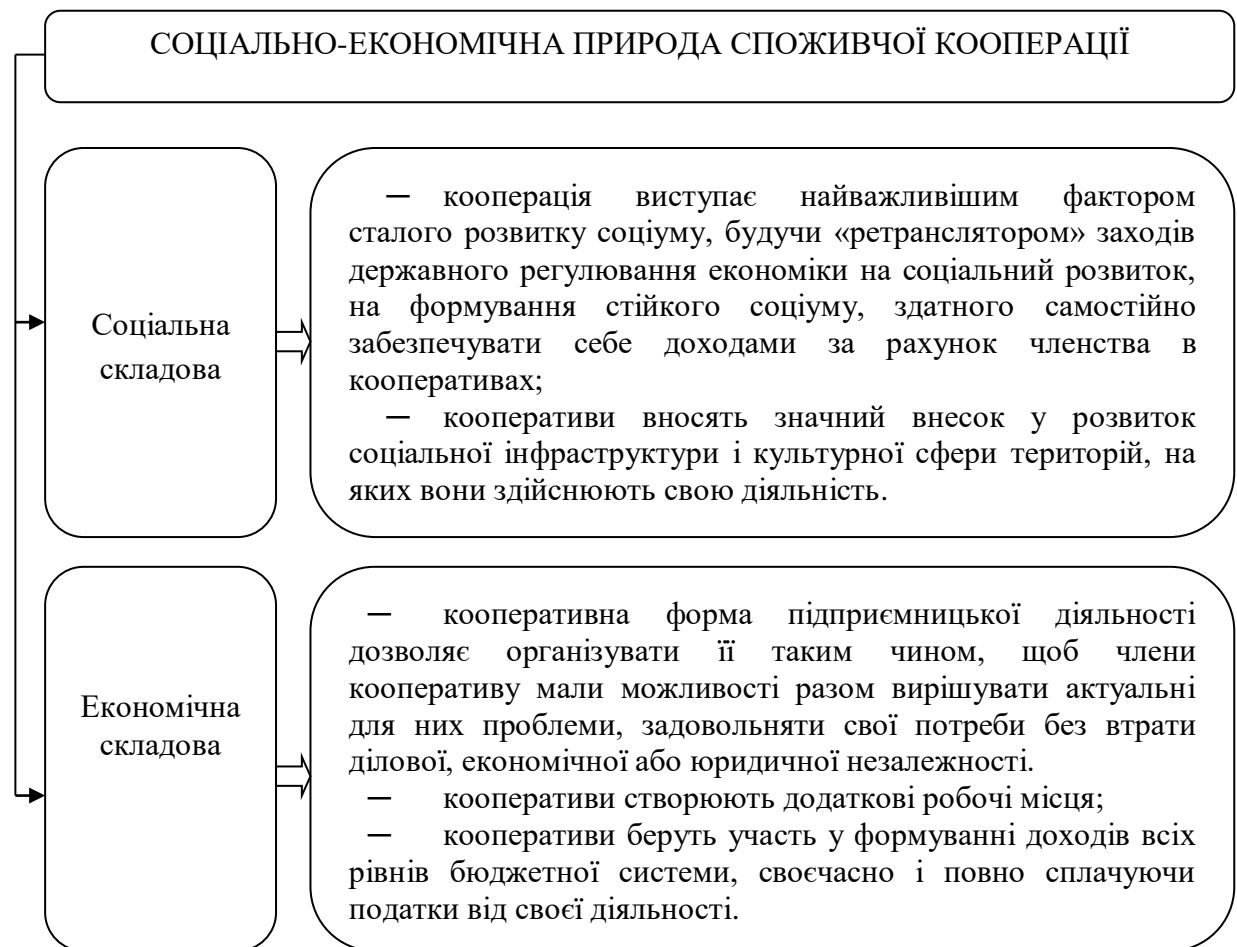 СОЦІАЛЬНО-ЕКОНОМІЧНА ПРИРОДА СПОЖИВЧОЇ КООПЕРАЦІЇ
Соціальна
складова
— кооперація виступає найважливішим фактором
сталого розвитку соціуму, будучи «ретранслятором» заходів
державного регулювання економіки на соціальний розвиток,
на формування стійкого соціуму, здатного самостійно
забезпечувати себе доходами за рахунок членства в
кооперативах;
— кооперативи вносять значний внесок у розвиток
соціальної інфраструктури і культурної сфери територій, на
яких вони здійснюють свою діяльність.
Економічна
складова
— кооперативна форма підприємницької діяльності
дозволяє організувати її таким чином, щоб члени
кооперативу мали можливості разом вирішувати актуальні
для них проблеми, задовольняти свої потреби без втрати
ділової, економічної або юридичної незалежності.
— кооперативи створюють додаткові робочі місця;
— кооперативи беруть участь у формуванні доходів всіх
рівнів бюджетної системи, своєчасно і повно сплачуючи
податки від своєї діяльності.